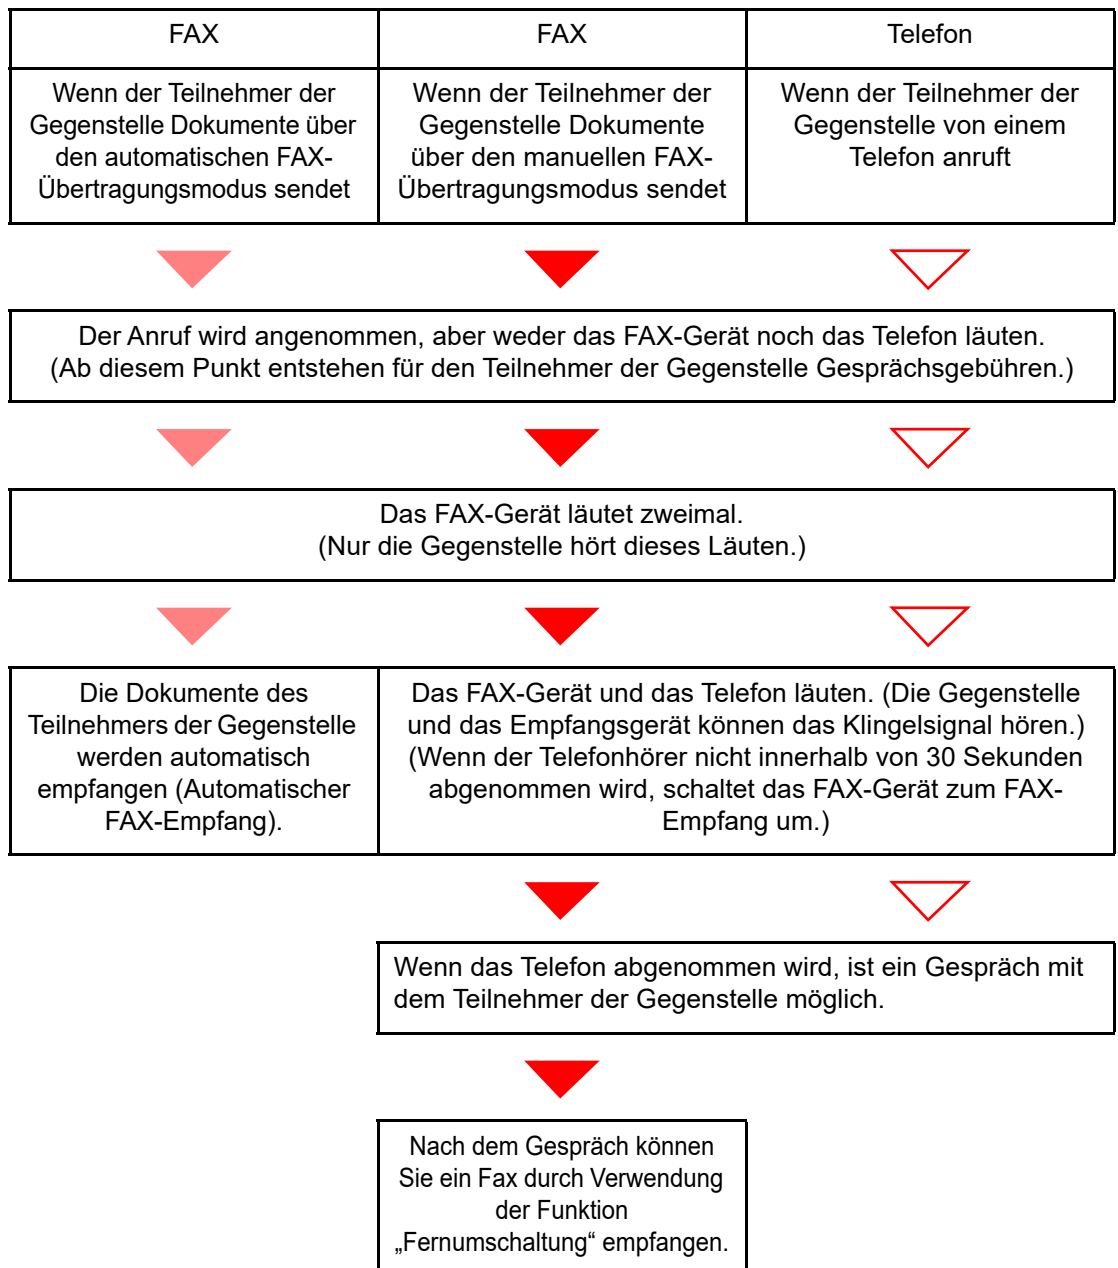 FAX
FAX
Telefon
Wenn der Teilnehmer der
Gegenstelle Dokumente über
den automatischen FAX-
Übertragungsmodus sendet
Wenn der Teilnehmer der
Gegenstelle Dokumente
über den manuellen FAX-
Übertragungsmodus sendet
Wenn der Teilnehmer der
Gegenstelle von einem
Telefon anruft
Der Anruf wird angenommen, aber weder das FAX-Gerät noch das Telefon läuten.
(Ab diesem Punkt entstehen für den Teilnehmer der Gegenstelle Gesprächsgebühren.)
Das FAX-Gerät läutet zweimal.
(Nur die Gegenstelle hört dieses Läuten.)
Die Dokumente des
Teilnehmers der Gegenstelle
werden automatisch
empfangen (Automatischer
FAX-Empfang).
Das FAX-Gerät und das Telefon läuten. (Die Gegenstelle
und das Empfangsgerät können das Klingelsignal hören.)
(Wenn der Telefonhörer nicht innerhalb von 30 Sekunden
abgenommen wird, schaltet das FAX-Gerät zum FAX-
Empfang um.)
Wenn das Telefon abgenommen wird, ist ein Gespräch mit
dem Teilnehmer der Gegenstelle möglich.
Nach dem Gespräch können
Sie ein Fax durch Verwendung
der Funktion
„Fernumschaltung“ empfangen.